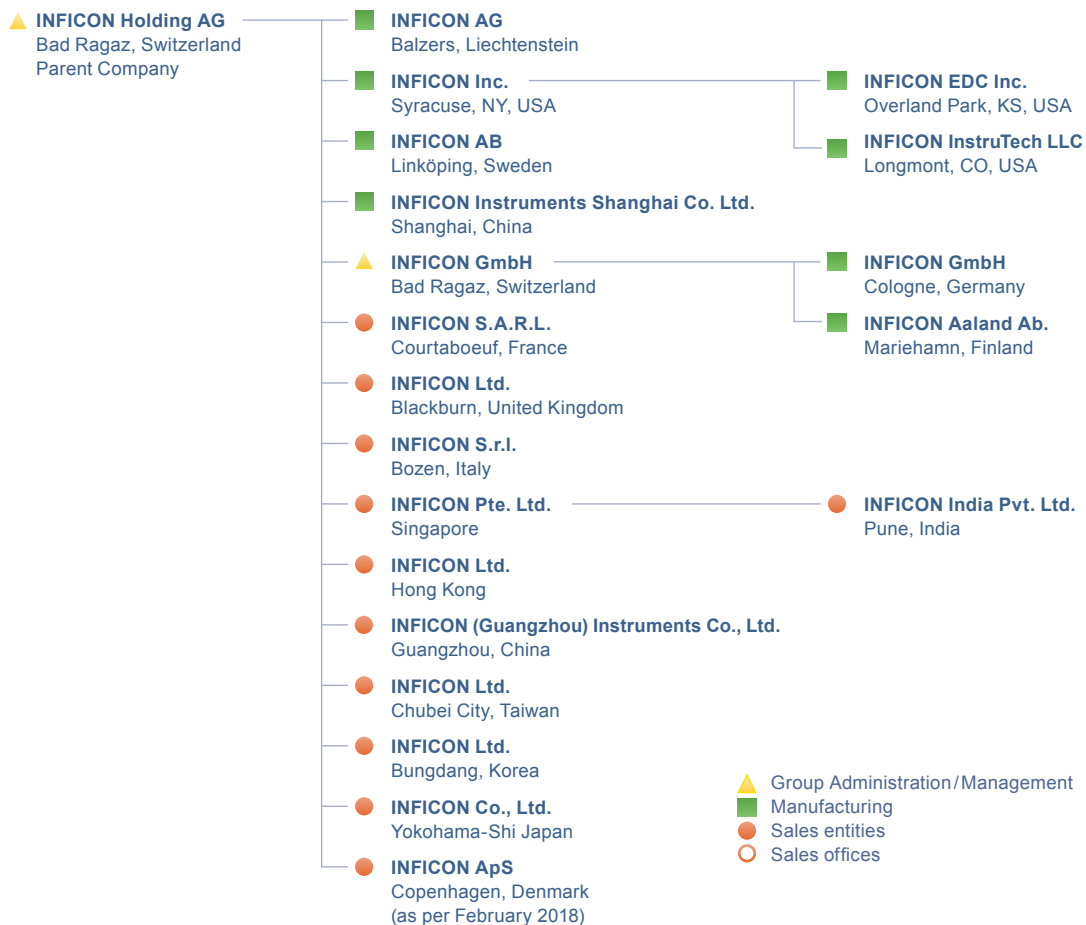 INFICON Holding AG
Bad Ragaz, Switzerland
Parent Company
INFICON AG
Balzers, Liechtenstein
INFICON Inc.
Syracuse, NY, USA
INFICON EDC Inc.
Overland Park, KS, USA
INFICON AB
Linköping, Sweden
INFICON InstruTech LLC
Longmont, CO, USA
INFICON Instruments Shanghai Co. Ltd.
Shanghai, China
INFICON GmbH
Bad Ragaz, Switzerland
INFICON GmbH
Cologne, Germany
INFICON S.A.R.L.
Courtaboeuf, France
INFICON Aaland Ab.
Mariehamn, Finland
INFICON Ltd.
Blackburn, United Kingdom
INFICON S.r.l.
Bozen, Italy
INFICON Pte. Ltd.
Singapore
INFICON India Pvt. Ltd.
Pune, India
INFICON Ltd.
Hong Kong
INFICON (Guangzhou) Instruments Co., Ltd.
Guangzhou, China
INFICON Ltd.
Chubei City, Taiwan
INFICON Ltd.
Bungdang, Korea
INFICON Co., Ltd.
Yokohama-Shi Japan
INFICON ApS
Copenhagen, Denmark
(as per February 2018)
Group Administration/Management
Manufacturing
Sales entities
Sales offices